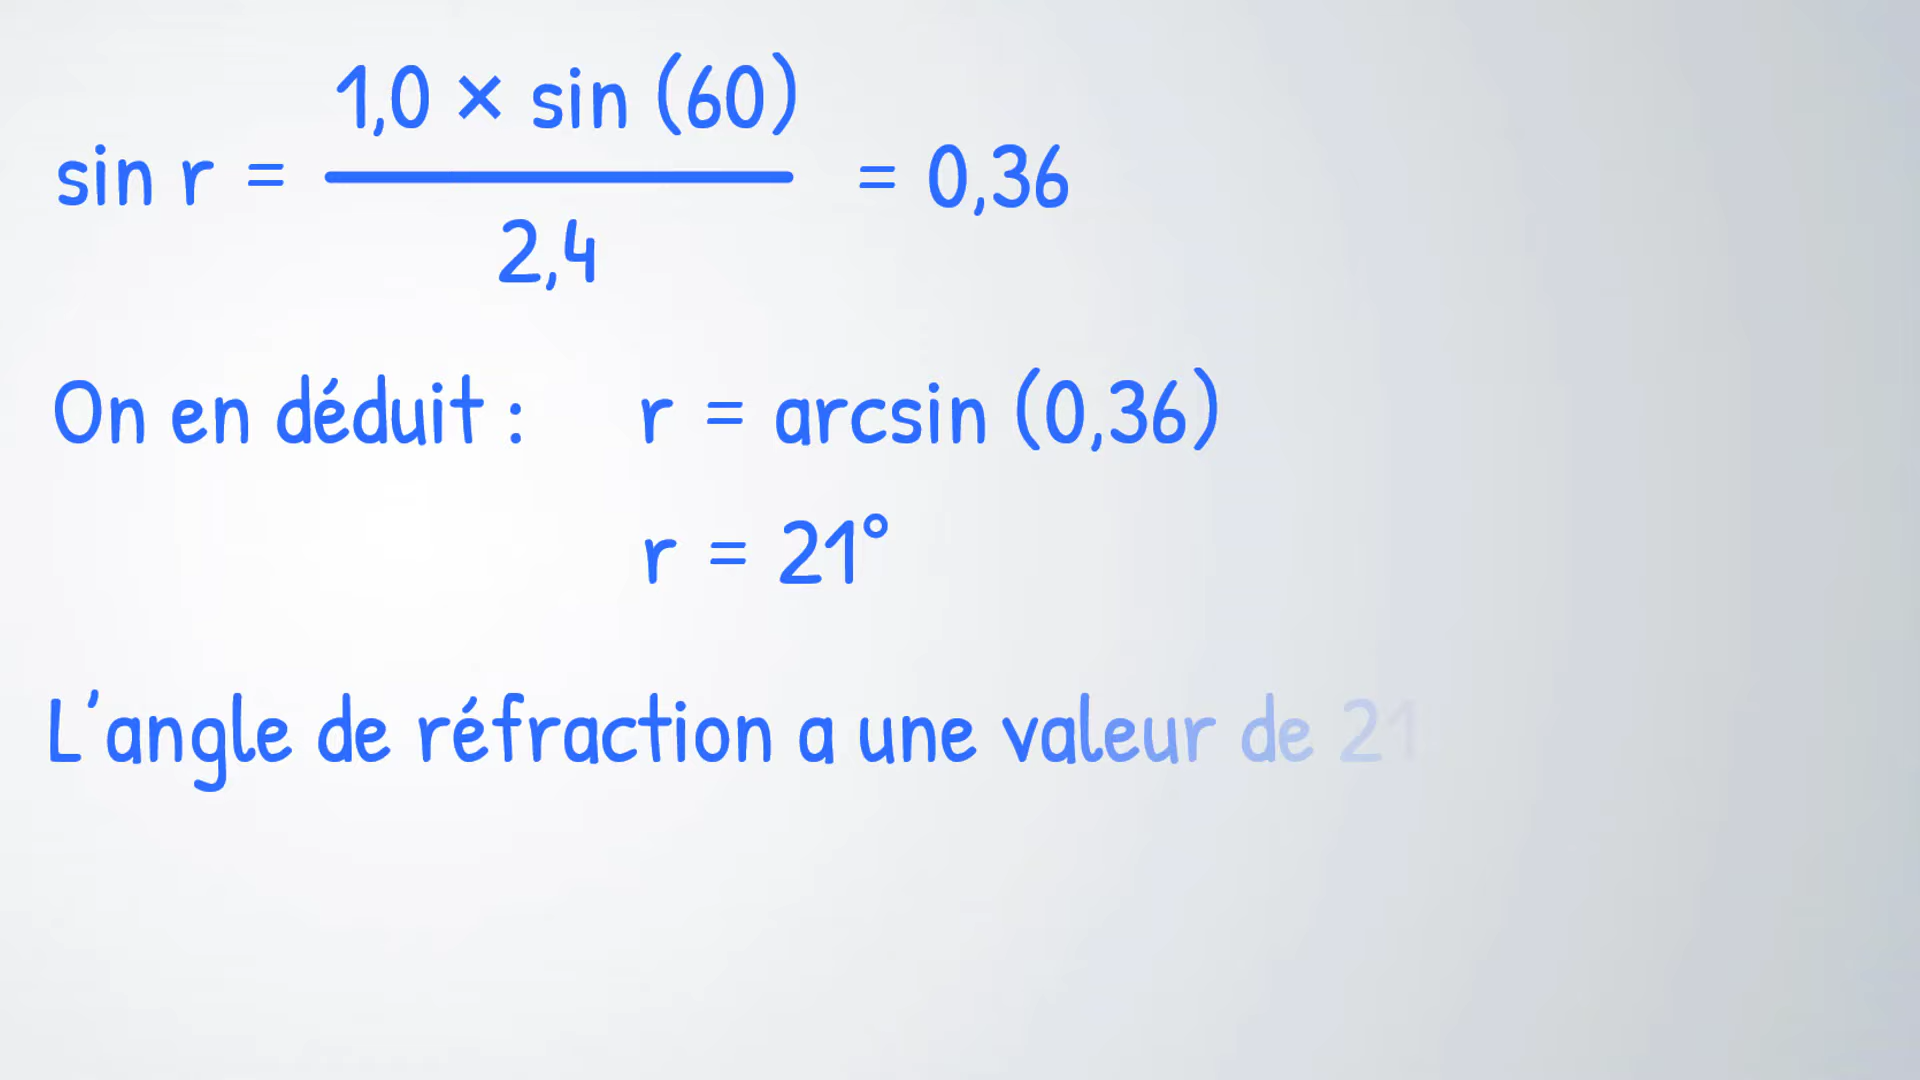 1,0 × sin (60)
sin r = = 0,36
2,4
On en déduit : r = arcsin (0,36)
r = 21°
L'angle de réfraction a une valeur de 21